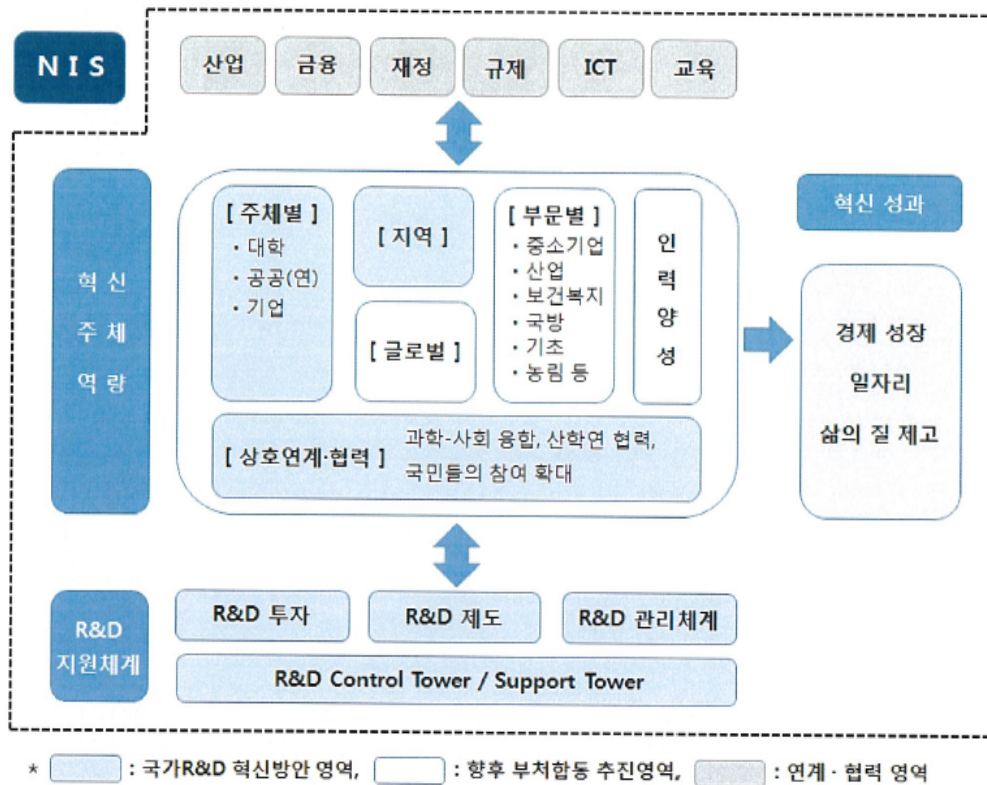 N I S
산업
금융
재정
규제
ICT
교육
혁 신
주 체
역 량
[ 주체별 ]
· 대학
· 공공(연)
· 기업
[ 지역 ]
[ 글로벌 ]
[ 부문별 ]
· 중소기업
· 산업
· 보건복지
· 국방
· 기초
· 농림 등
인
력
양
성
[ 상호연계·협력 ]
과학-사회 융합, 산학연 협력,
국민들의 참여 확대
혁신 성과
경제 성장
일자리
삶의 질 제고
R&D
지원체계
R&D 투자
R&D 제도
R&D 관리체계
R&D Control Tower / Support Tower
* : 국가R&D 혁신방안 영역, : 향후 부처합동 추진영역, : 연계 · 협력 영역